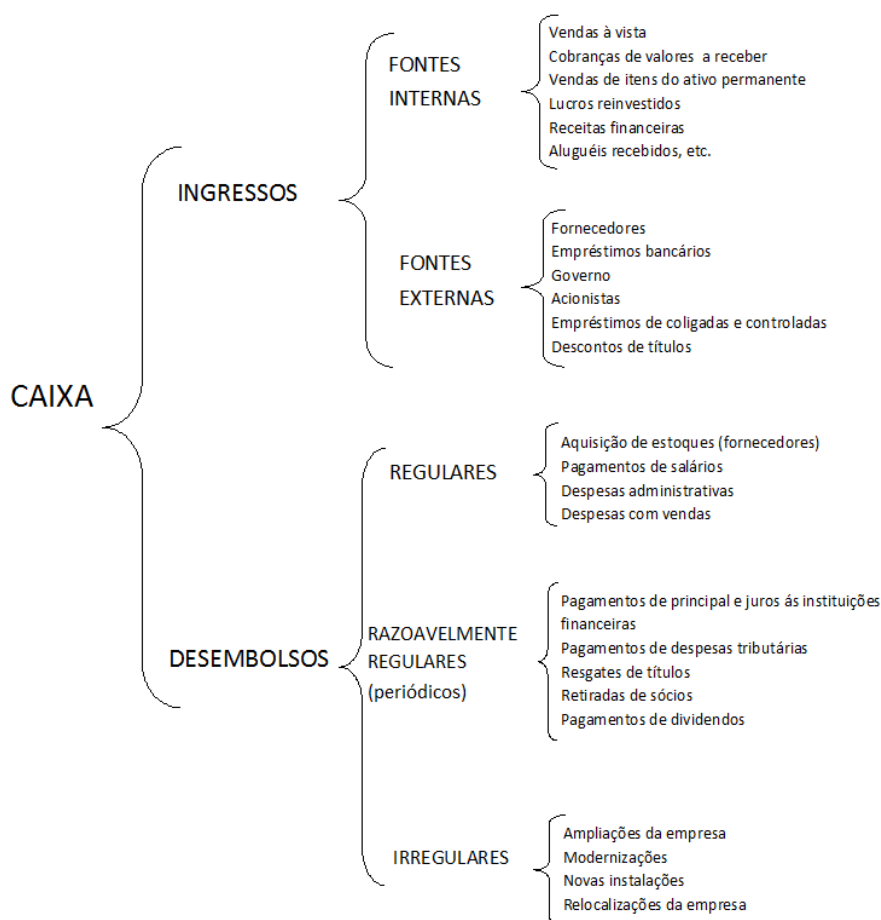 CAIXA
INGRESSOS
FONTES
INTERNAS
Vendas à vista
Cobranças de valores a receber
Vendas de itens do ativo permanente
Lucros reinvestidos
Receitas financeiras
Aluguéis recebidos, etc.
FONTES
EXTERNAS
Fornecedores
Empréstimos bancários
Governo
Acionistas
Empréstimos de coligadas e controladas
Descontos de títulos
DESEMBOLSOS
REGULARES
Aquisição de estoques (fornecedores)
Pagamentos de salários
Despesas administrativas
Despesas com vendas
RAZOAVELMENTE
REGULARES
(periódicos)
Pagamentos de principal e juros ás instituições
financeiras
Pagamentos de despesas tributárias
Resgates de títulos
Retiradas de sócios
Pagamentos de dividendos
IRREGULARES
Ampliações da empresa
Modernizações
Novas instalações
Relocalizações da empresa